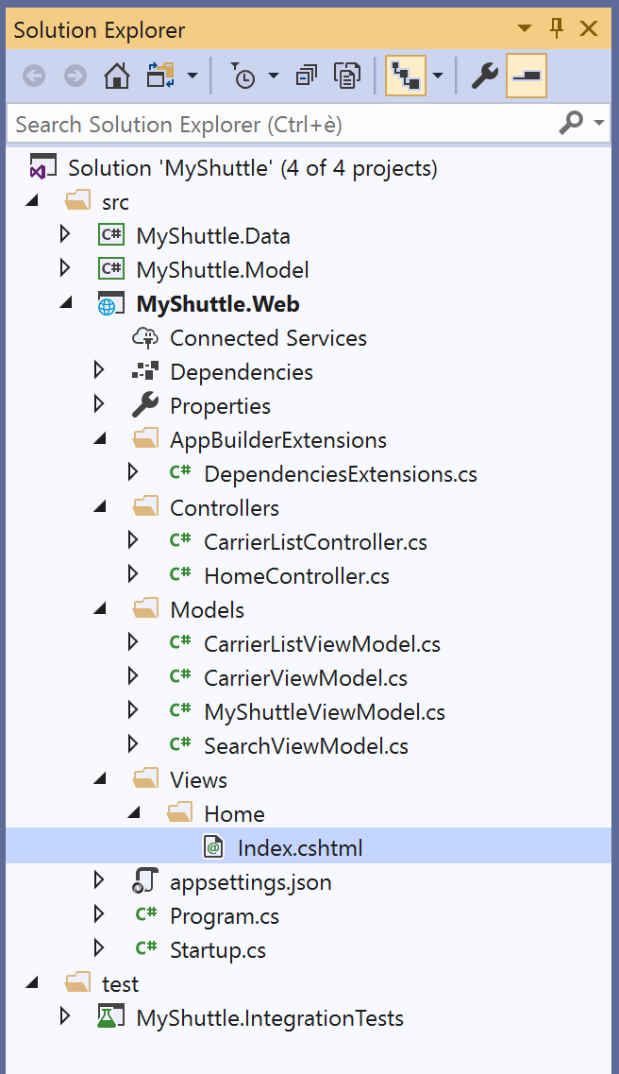 Solution Explorer
Search Solution Explorer (Ctrl+è)
Solution 'MyShuttle' (4 of 4 projects)
src
C# MyShuttle.Data
C# MyShuttle.Model
MyShuttle.Web
Connected Services
Dependencies
Properties
AppBuilderExtensions
C# DependenciesExtensions.cs
Controllers
C# CarrierListController.cs
C# HomeController.cs
Models
C# CarrierListViewModel.cs
C# CarrierViewModel.cs
C# MyShuttleViewModel.cs
C# SearchViewModel.cs
Views
Home
@ Index.cshtml
appsettings.json
C# Program.cs
C# Startup.cs
test
MyShuttle.IntegrationTests